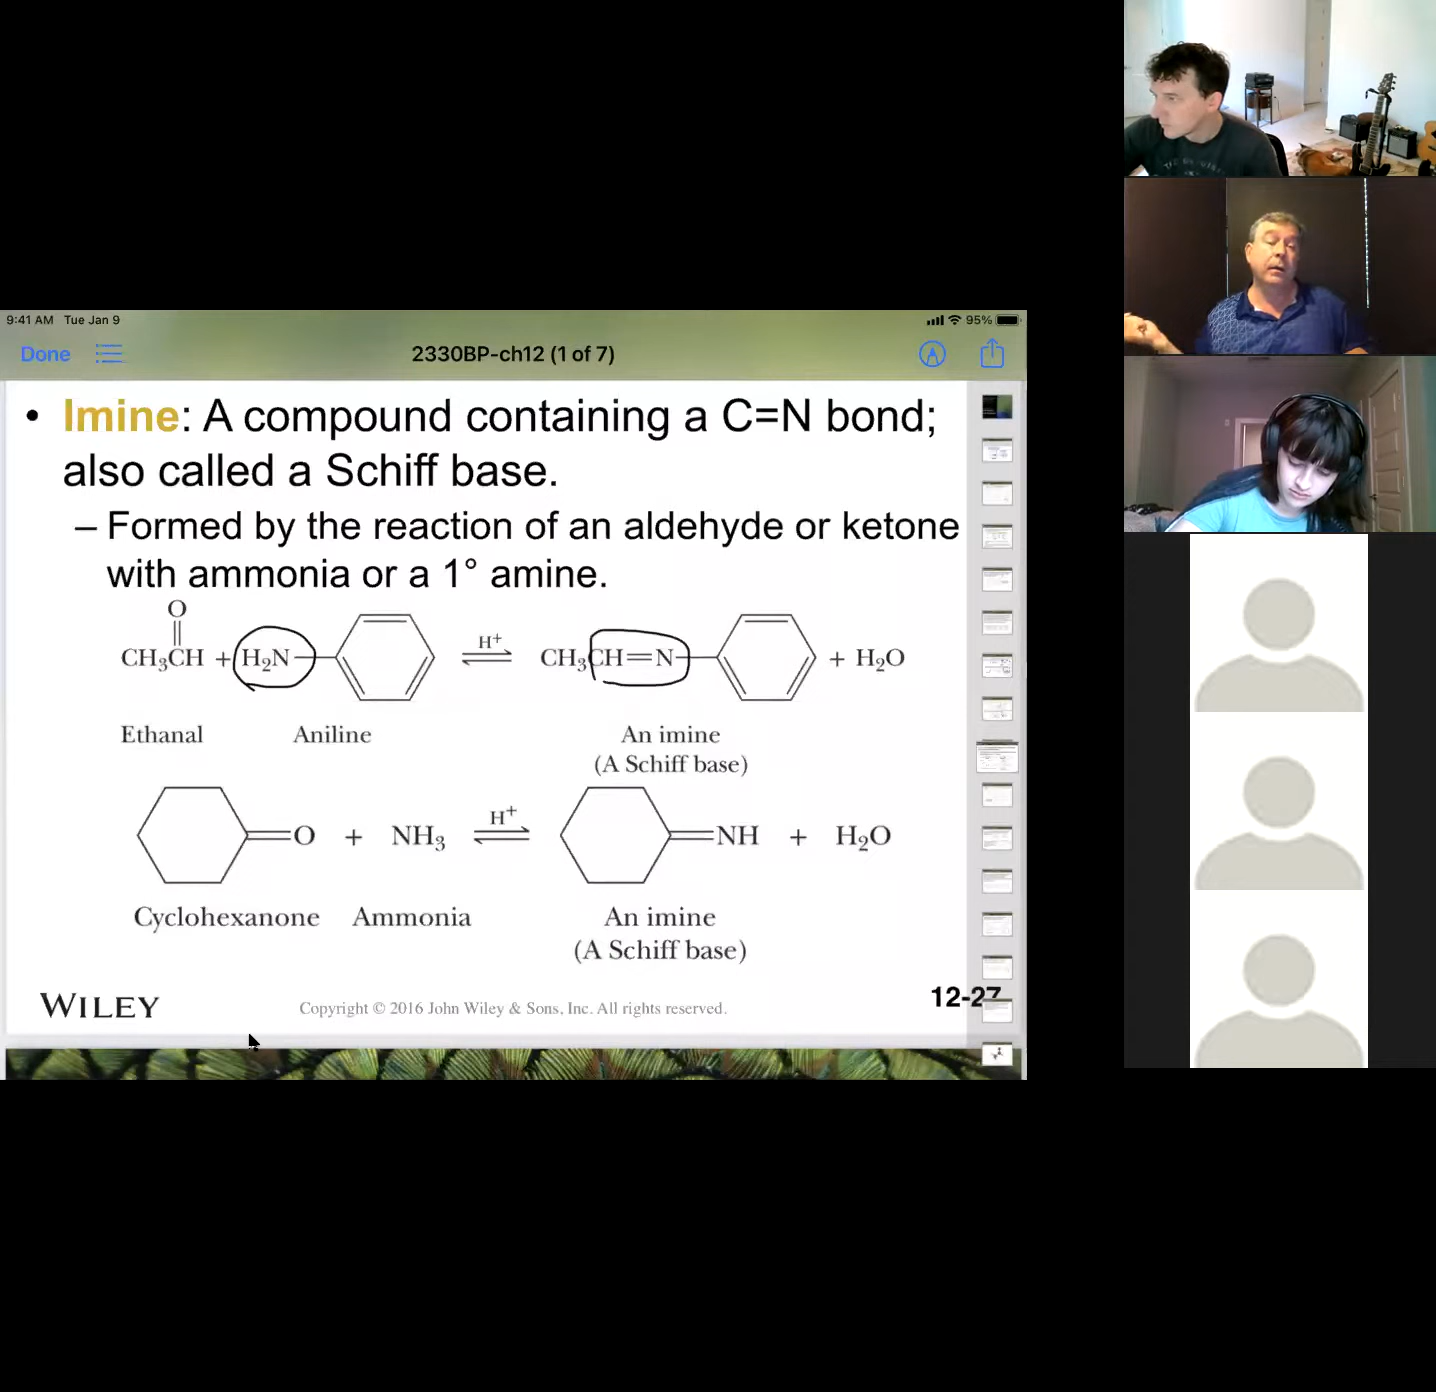 9:41 AM Tue Jan 9
95%
Done
2330BP-ch12 (1 of 7)
• Imine: A compound containing a C=N bond;
also called a Schiff base.
– Formed by the reaction of an aldehyde or ketone
with ammonia or a 1° amine.
O
CH₃CH + H₂N
H⁺
CH₃CH=N
+ H₂O
Ethanal
Aniline
An imine
(A Schiff base)
O + NH₃
H⁺
NH + H₂O
Cyclohexanone
Ammonia
An imine
(A Schiff base)
WILEY
Copyright © 2016 John Wiley & Sons, Inc. All rights reserved.
12-27